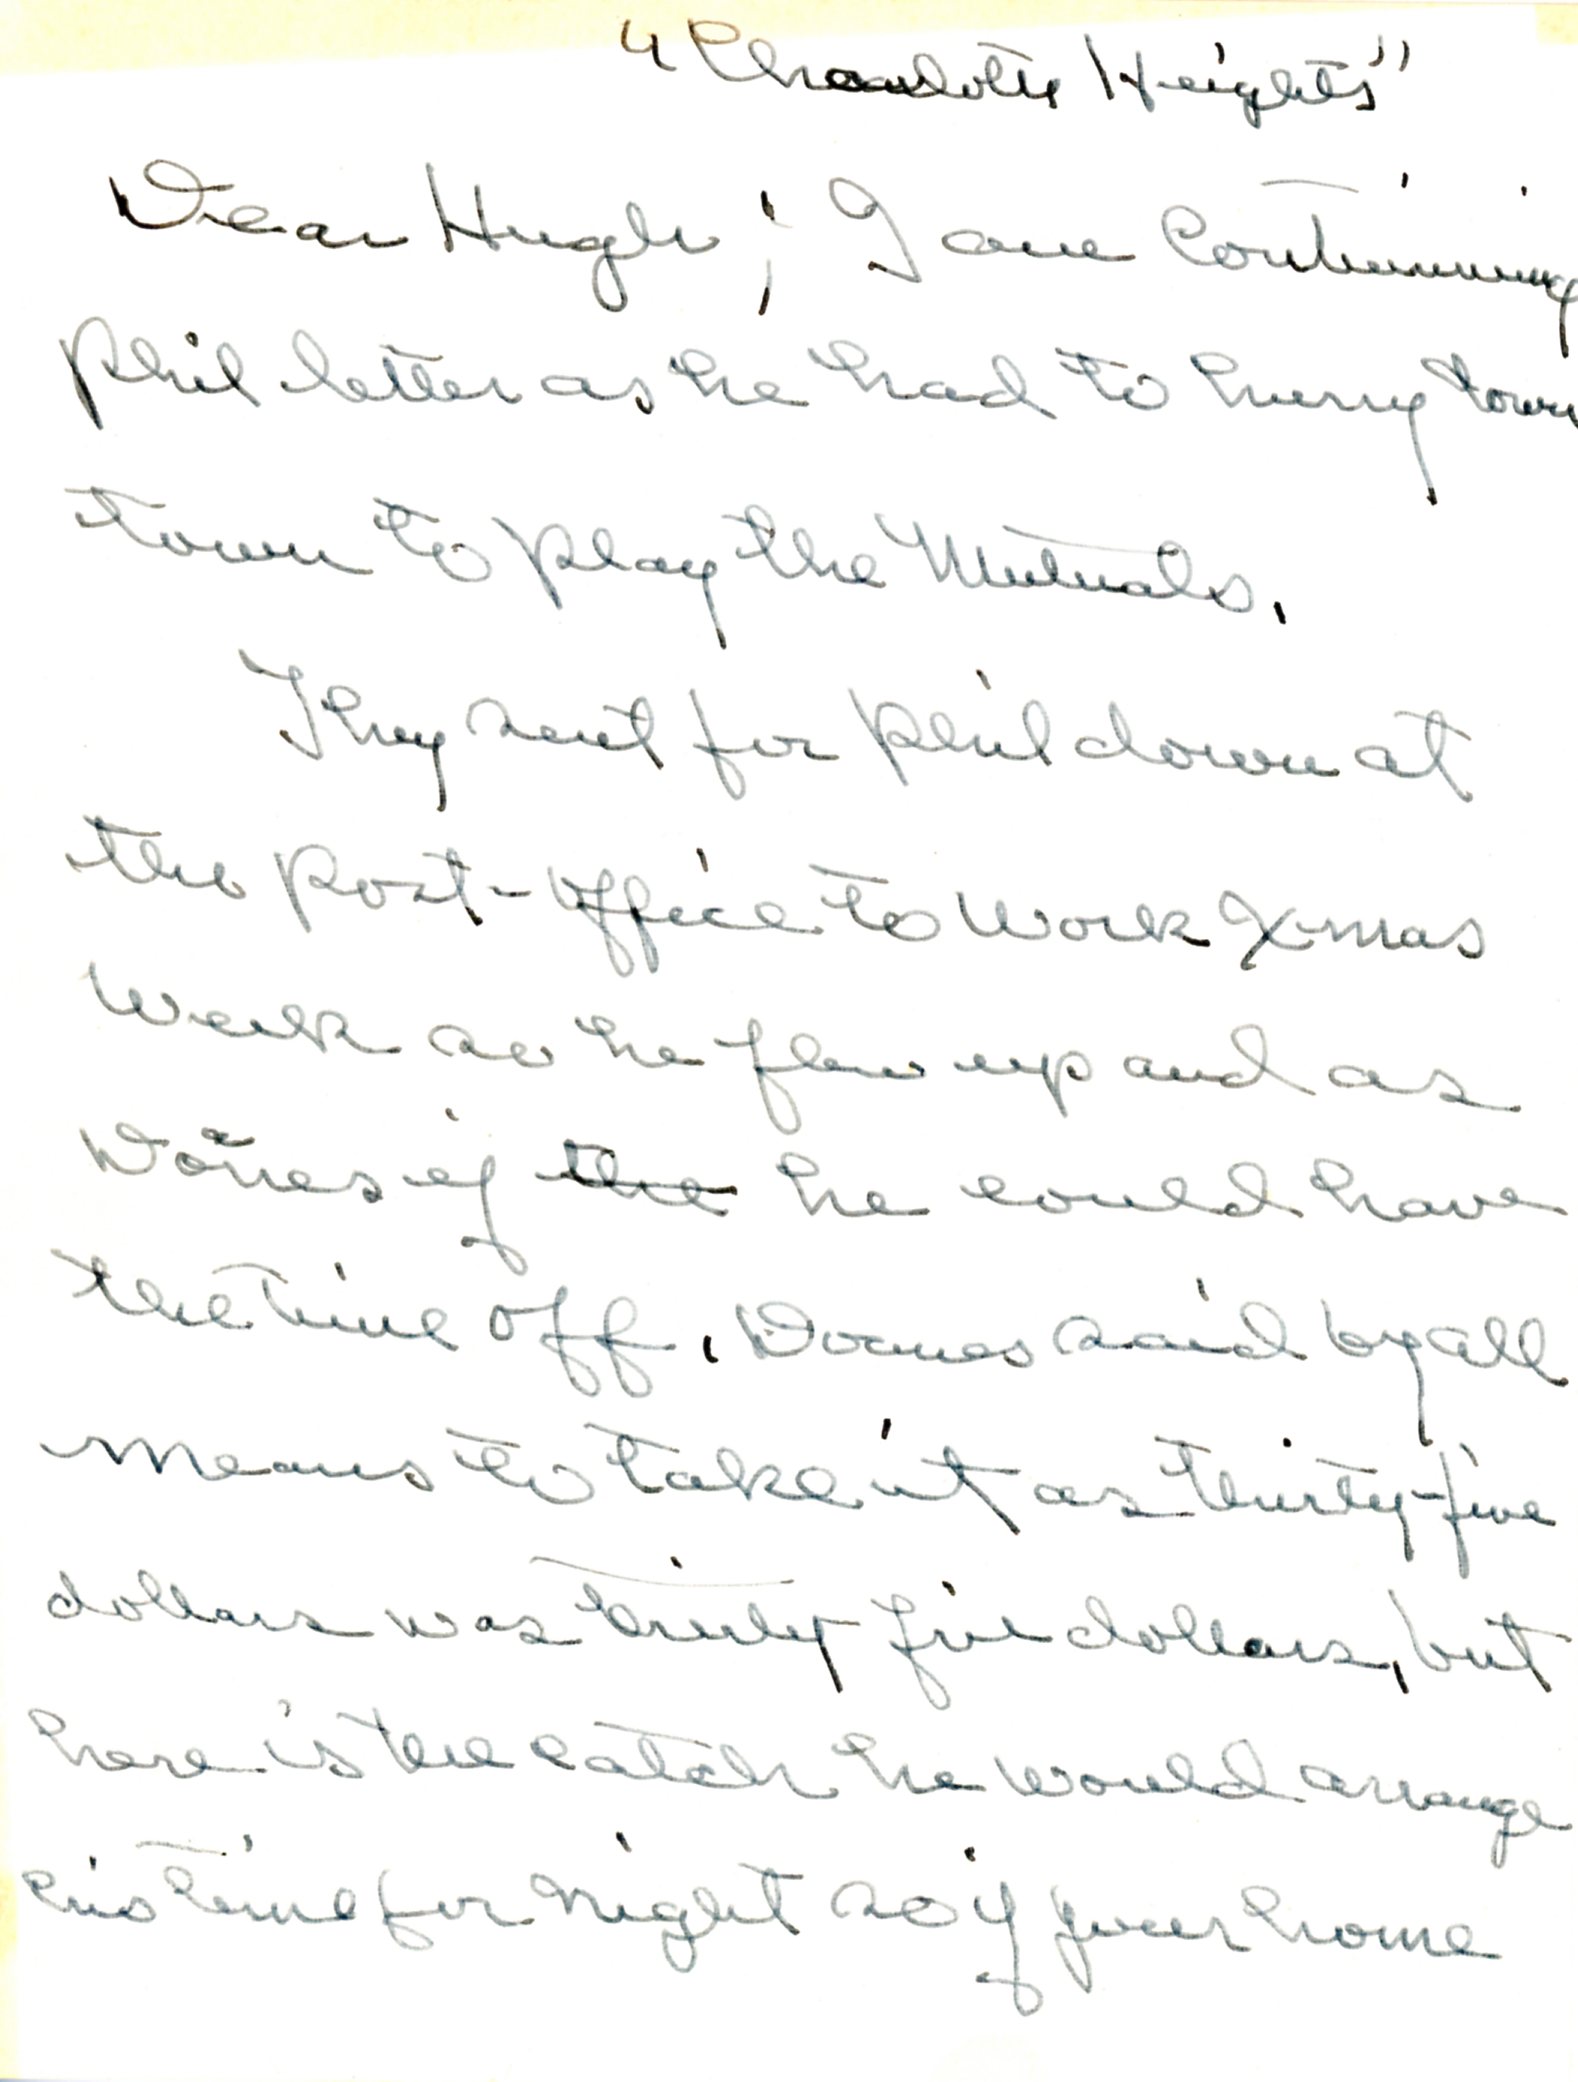 "Charlotte Heights"
Dear Hugh; I am Continuing
Phil letter as he had to hurry town
town to play the Mutuals.
They sent for Phil down at
the Post-office to work X-mas
week so he flew up and as
if the he could have
the time off. said by all
means to take it as thirty-five
dollars was thirty five dollars, but
here is the catch he would arrange
his time for night so if your home